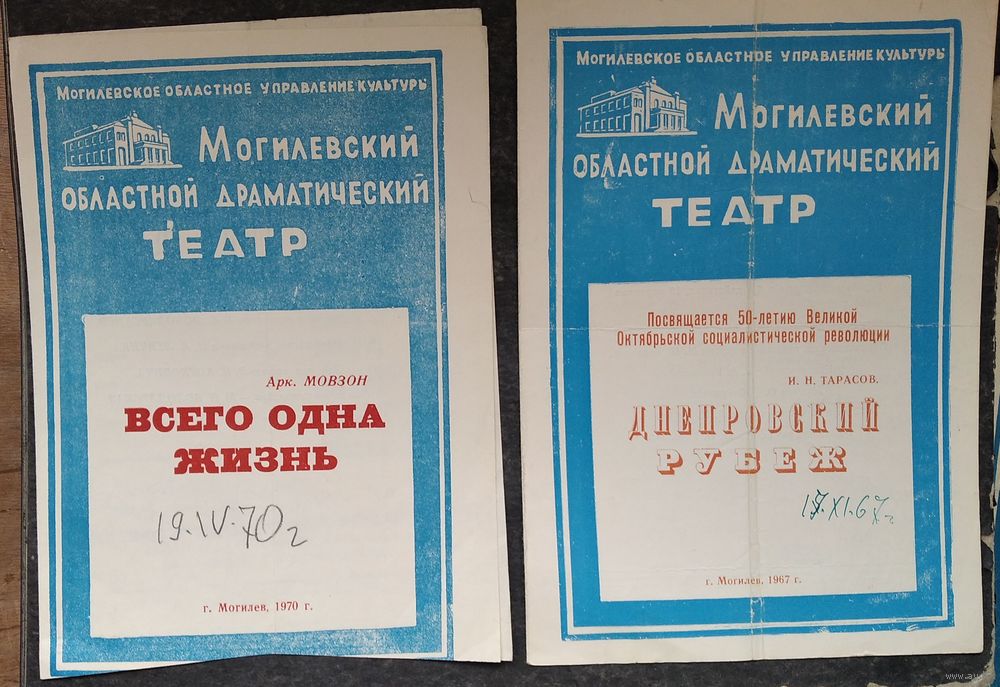 Могилевское областное управление культуры
Могилевский
областной драматический
театр
Арк. МОВЗОН
ВСЕГО ОДНА
ЖИЗНЬ
19.IV.70г
г. Могилев, 1970 г.
Могилевское областное управление культуры
Могилевский
областной драматический
театр
Посвящается 50-летию Великой
Октябрьской социалистической революции
И. Н. ТАРАСОВ.
ДНЕПРОВСКИЙ
РУБЕЖ
17.XI.67г.
г. Могилев, 1967 г.